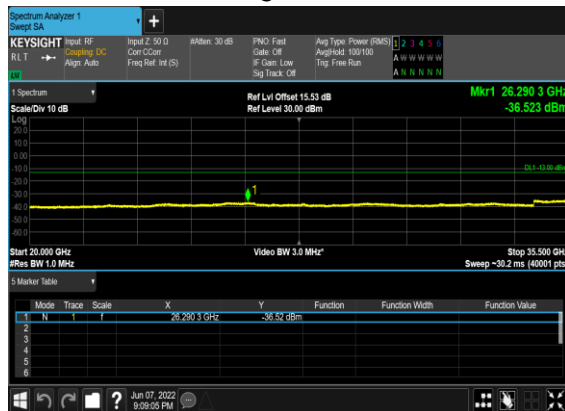 Spectrum Analyzer 1
Swept SA
KEYSIGHT
RLT
LW
Input: RF
Coupling: DC
Align: Auto
Input Z: 50 Ω
Corr CCorr
Freq Ref: Int (S)
#Atten: 30 dB
PNO: Fast
Gate: Off
IF Gain: Low
Sig Track: Off
Avg Type: Power (RMS)
Avg|Hold: 100/100
Trig: Free Run
1 2 3 4 5 6
A W W W W W
A N N N N N
1 Spectrum
Scale/Div 10 dB
Ref Lvl Offset 15.53 dB
Ref Level 30.00 dBm
Mkr1 26.290 3 GHz
-36.523 dBm
Log
20.0
10.0
0.00
-10.0
-20.0
-30.0
-40.0
-50.0
-60.0
DL1 -13.00 dBm
1
Start 20.000 GHz
#Res BW 1.0 MHz
Video BW 3.0 MHz*
Stop 35.500 GHz
Sweep ~30.2 ms (40001 pts)
5 Marker Table
Mode Trace Scale X Y Function Function Width Function Value
1 N 1 f 26.290 3 GHz -36.52 dBm
2
3
4
5
6
?
Jun 07, 2022
9:09:05 PM